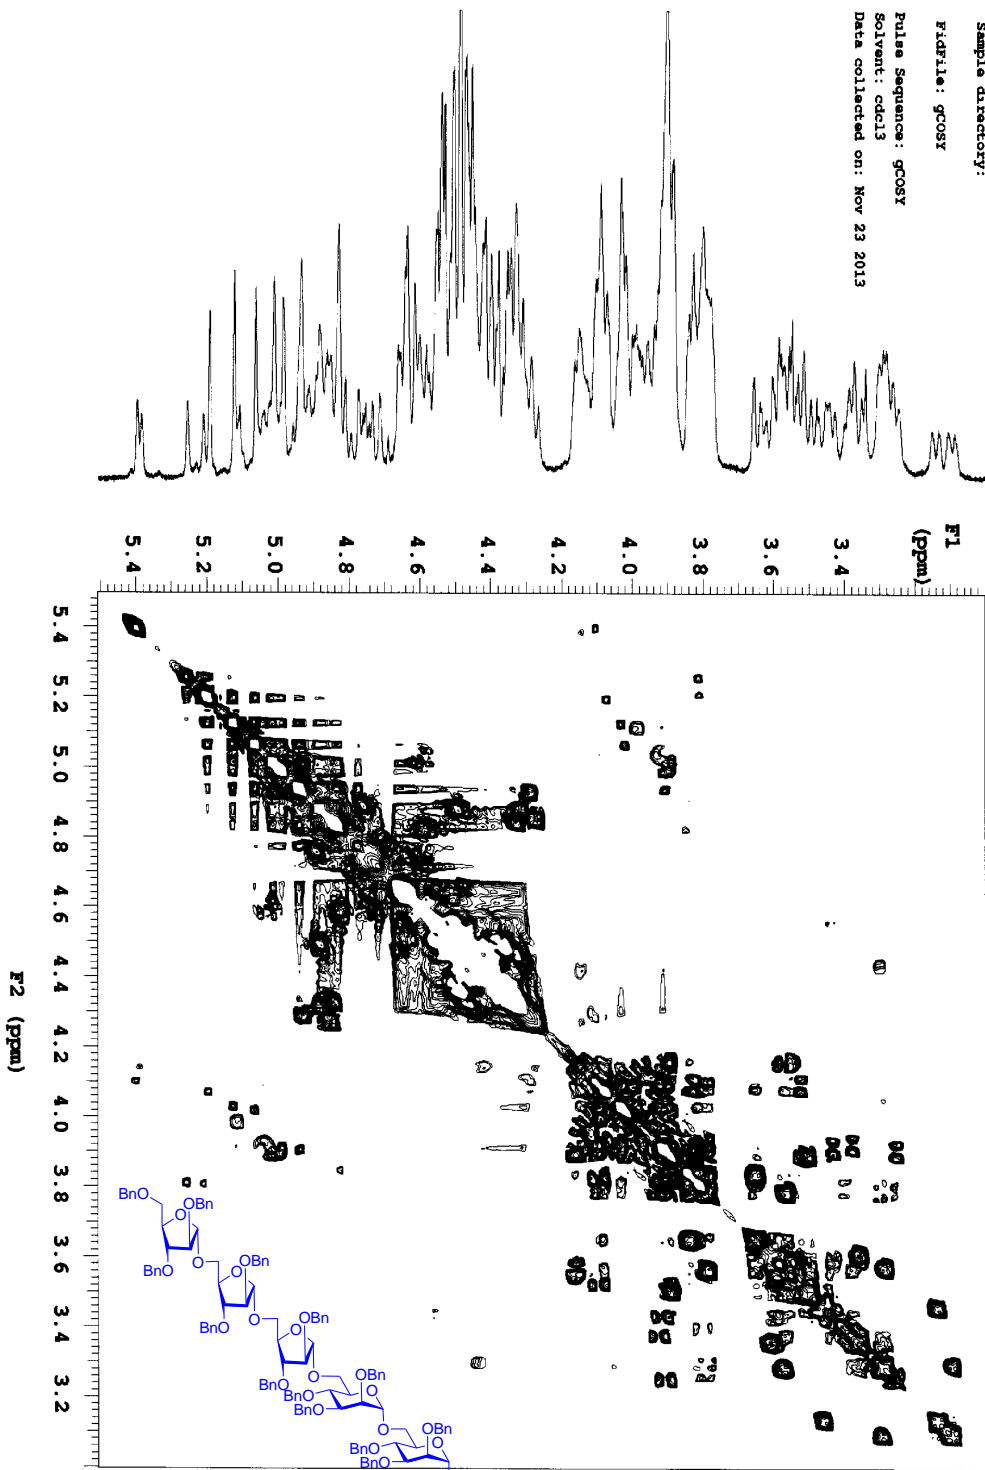 Sample directory:
FidFile: gCOSY
Pulse Sequence: gCOSY
Solvent: cdcl3
Data collected on: Nov 23 2013
F1
(ppm)
3.4
3.6
3.8
4.0
4.2
4.4
4.6
4.8
5.0
5.2
5.4
5.4
5.2
5.0
4.8
4.6
4.4
4.2
4.0
3.8
3.6
3.4
3.2
F2 (ppm)
BnO
OBn
O
BnO
O
OBn
O
BnO
O
OBn
O
BnO
O
OBn
O
BnO
BnO
O
OBn
O
BnO
BnO